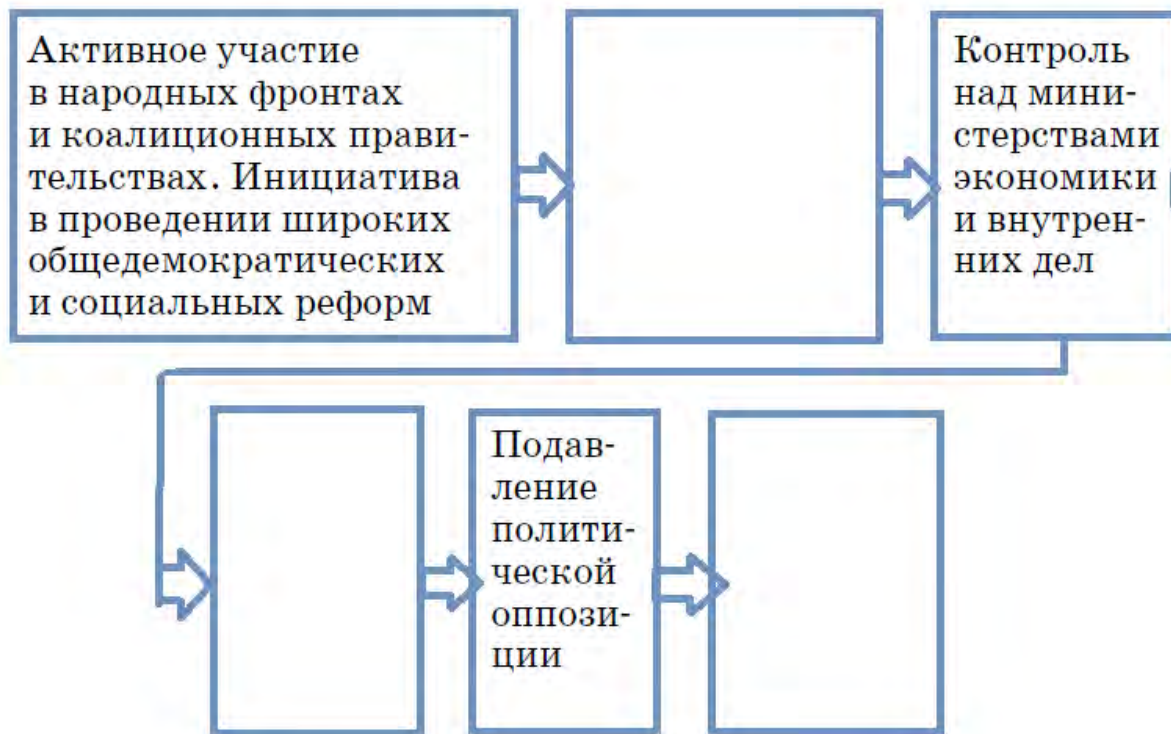 Активное участие
в народных фронтах
и коалиционных прави-
тельствах. Инициатива
в проведении широких
общедемократических
и социальных реформ
Контроль
над мини-
стерствами
экономики
и внутрен-
них дел
Подав-
ление
полити-
ческой
оппози-
ции